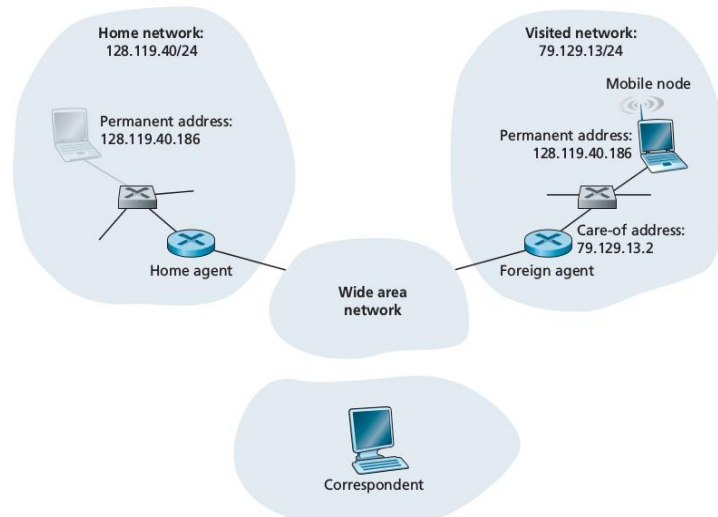 Home network:
128.119.40/24
Visited network:
79.129.13/24
Mobile node
Permanent address:
128.119.40.186
Permanent address:
128.119.40.186
Care-of address:
79.129.13.2
Home agent
Foreign agent
Wide area
network
Correspondent